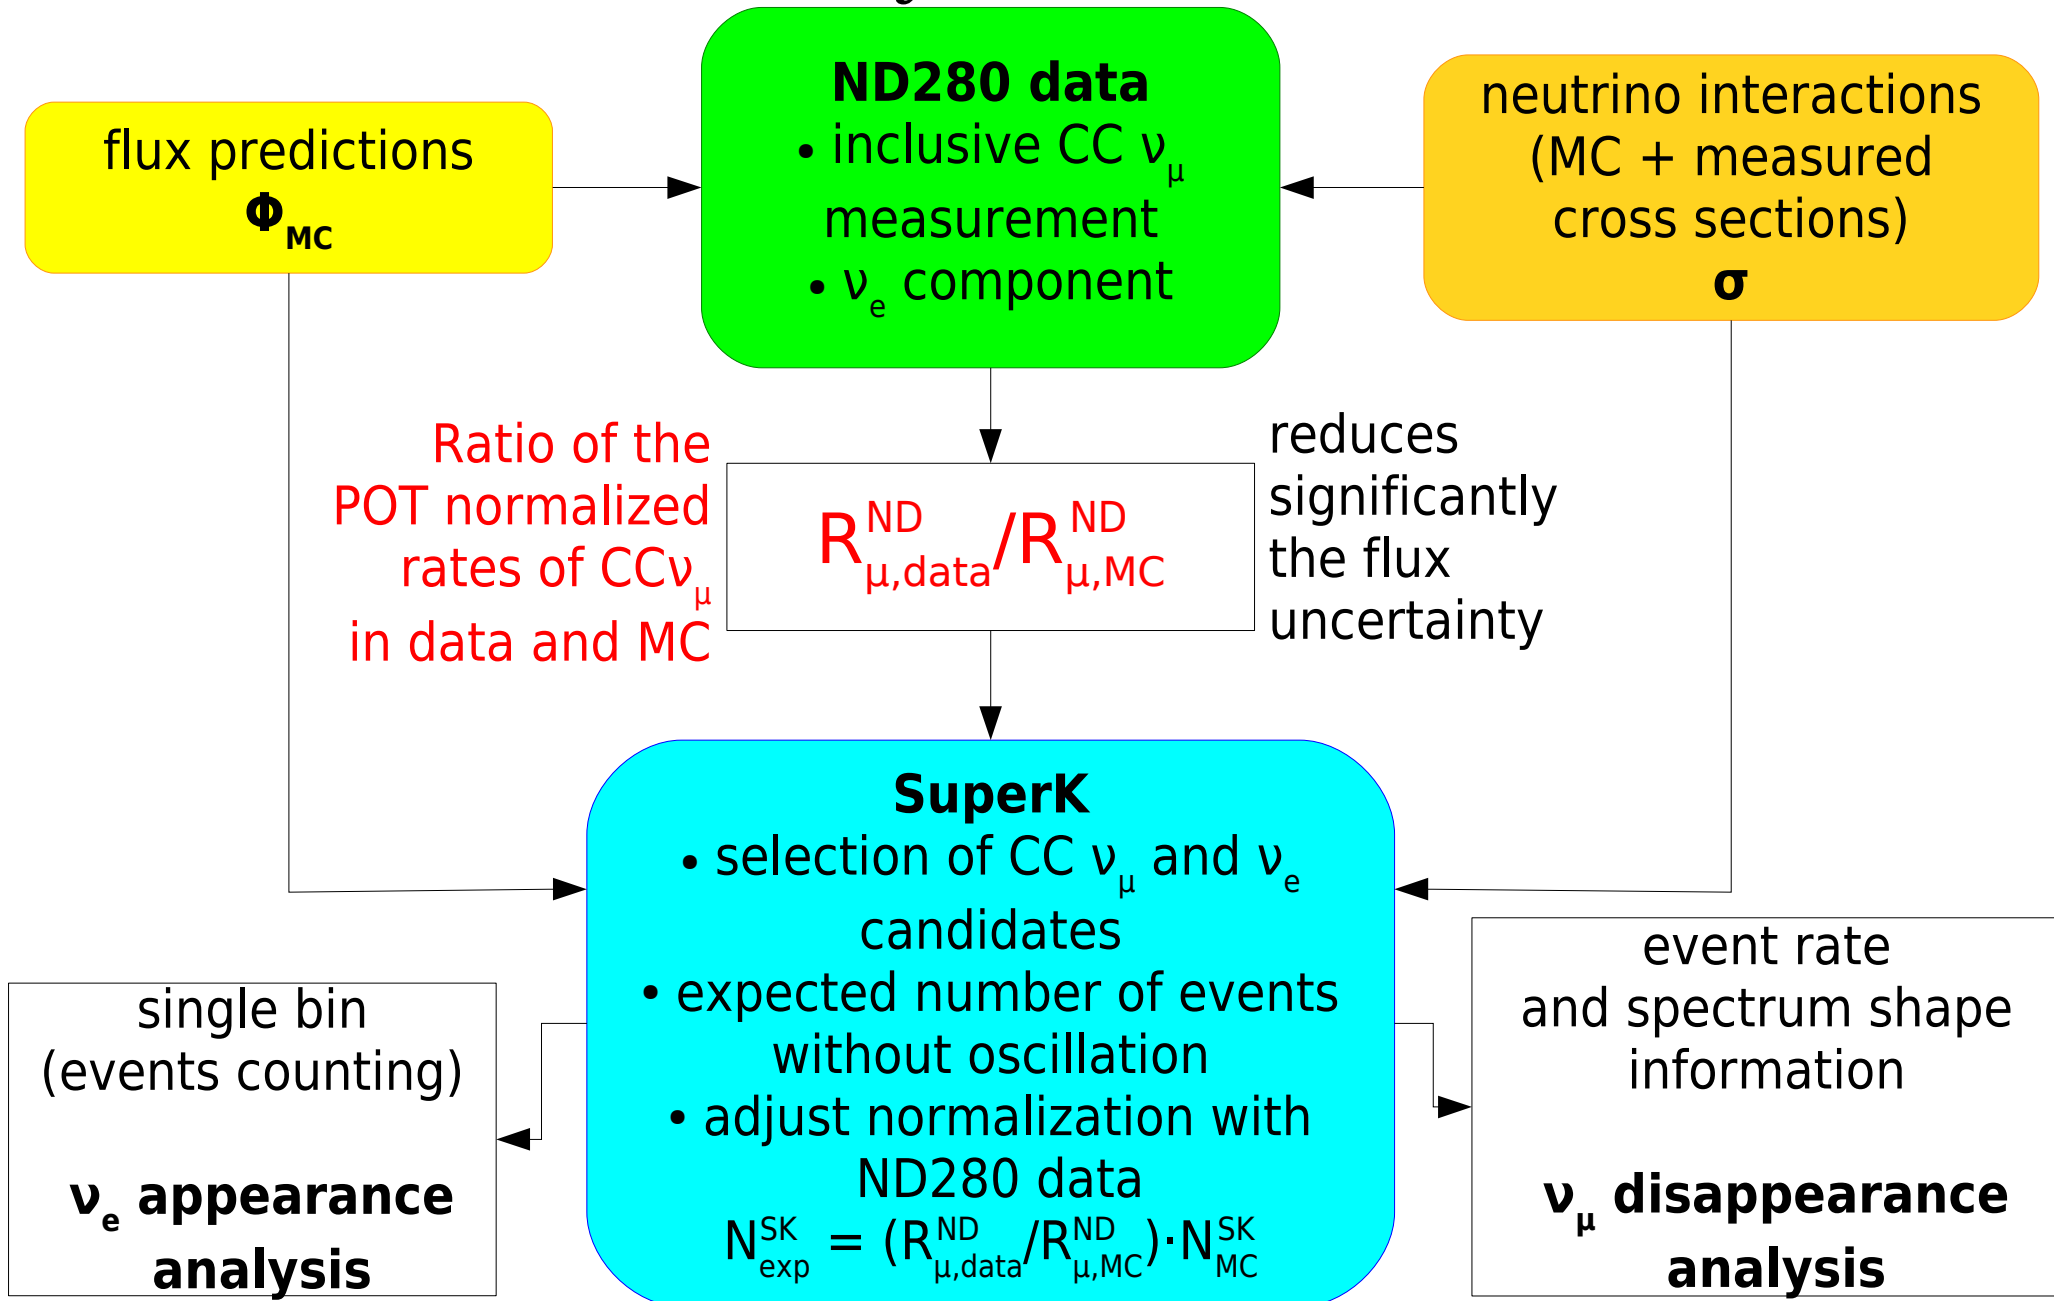 flux predictions
Φ_MC
ND280 data
• inclusive CC ν_μ
measurement
• ν_e component
neutrino interactions
(MC + measured
cross sections)
σ
Ratio of the
POT normalized
rates of CCν_μ
in data and MC
R^ND_μ,data/R^ND_μ,MC
reduces
significantly
the flux
uncertainty
SuperK
• selection of CC ν_μ and ν_e
candidates
• expected number of events
without oscillation
• adjust normalization with
ND280 data
N^SK_exp = (R^ND_μ,data/R^ND_μ,MC)·N^SK_MC
single bin
(events counting)
ν_e appearance
analysis
event rate
and spectrum shape
information
ν_μ disappearance
analysis